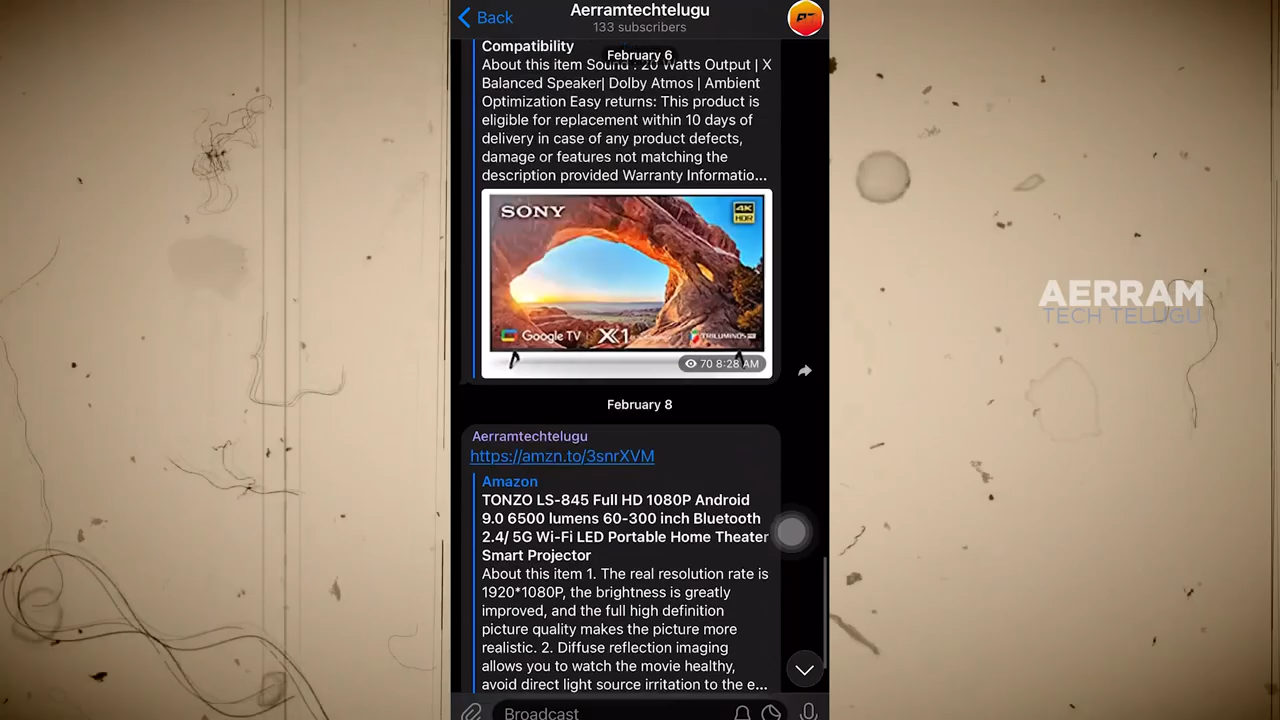 Back
Aerramtechtelugu
133 subscribers
Compatibility
February 6
About this item Sound : 20 Watts Output | X
Balanced Speaker| Dolby Atmos | Ambient
Optimization Easy returns: This product is
eligible for replacement within 10 days of
delivery in case of any product defects,
damage or features not matching the
description provided Warranty Informatio...
SONY
4K
HDR
Google TV
X1
TRILUMINOS PRO
70 8:28 AM
February 8
Aerramtechtelugu
https://amzn.to/3snrXVM
Amazon
TONZO LS-845 Full HD 1080P Android
9.0 6500 lumens 60-300 inch Bluetooth
2.4/ 5G Wi-Fi LED Portable Home Theater
Smart Projector
About this item 1. The real resolution rate is
1920*1080P, the brightness is greatly
improved, and the full high definition
picture quality makes the picture more
realistic. 2. Diffuse reflection imaging
allows you to watch the movie healthy,
avoid direct light source irritation to the e...
Broadcast
AERRAM
TECH TELUGU